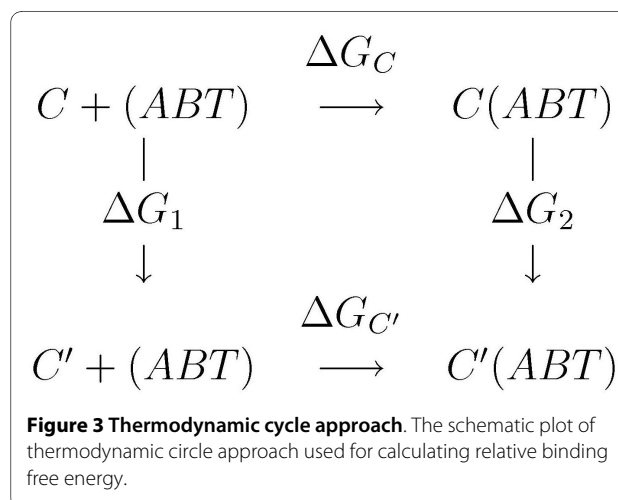 ΔG_C
C + (ABT) ⟶ C(ABT)
ΔG_1 ΔG_2
ΔG_{C'}
C' + (ABT) ⟶ C'(ABT)
Figure 3 Thermodynamic cycle approach. The schematic plot of
thermodynamic circle approach used for calculating relative binding
free energy.